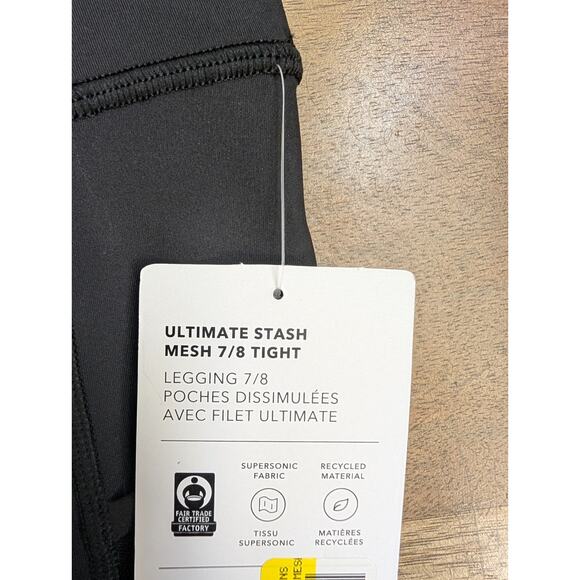 ULTIMATE STASH
MESH 7/8 TIGHT
LEGGING 7/8
POCHES DISSIMULÉES
AVEC FILET ULTIMATE
FAIR TRADE
CERTIFIED
FACTORY
SUPERSONIC
FABRIC
TISSU
SUPERSONIC
RECYCLED
MATERIAL
MATIÈRES
RECYCLÉES